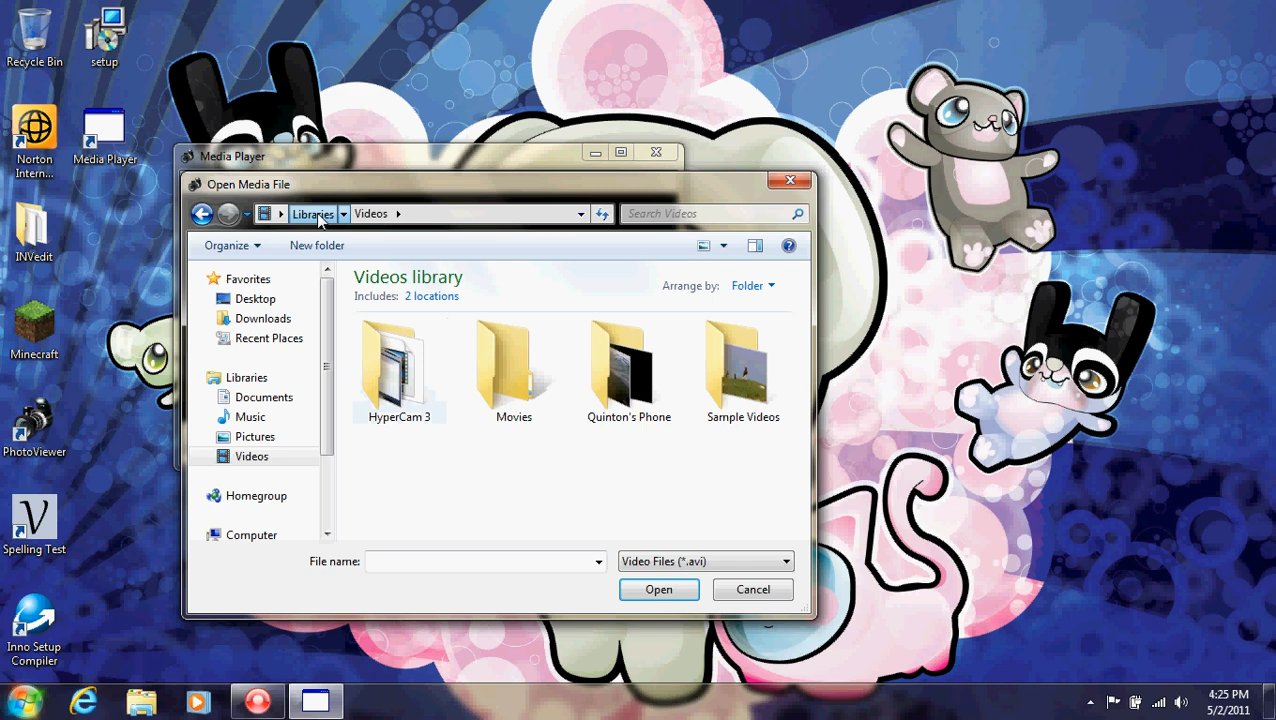 Recycle Bin
setup
Norton
Intern...
Media Player
INVedit
Minecraft
PhotoViewer
Spelling Test
Inno Setup
Compiler
Media Player
Open Media File
Libraries
Videos
Search Videos
Organize
New folder
Favorites
Desktop
Downloads
Recent Places
Libraries
Documents
Music
Pictures
Videos
Homegroup
Computer
Videos library
Includes: 2 locations
Arrange by: Folder
HyperCam 3
Movies
Quinton's Phone
Sample Videos
File name:
Video Files (*.avi)
Open
Cancel
4:25 PM
5/2/2011